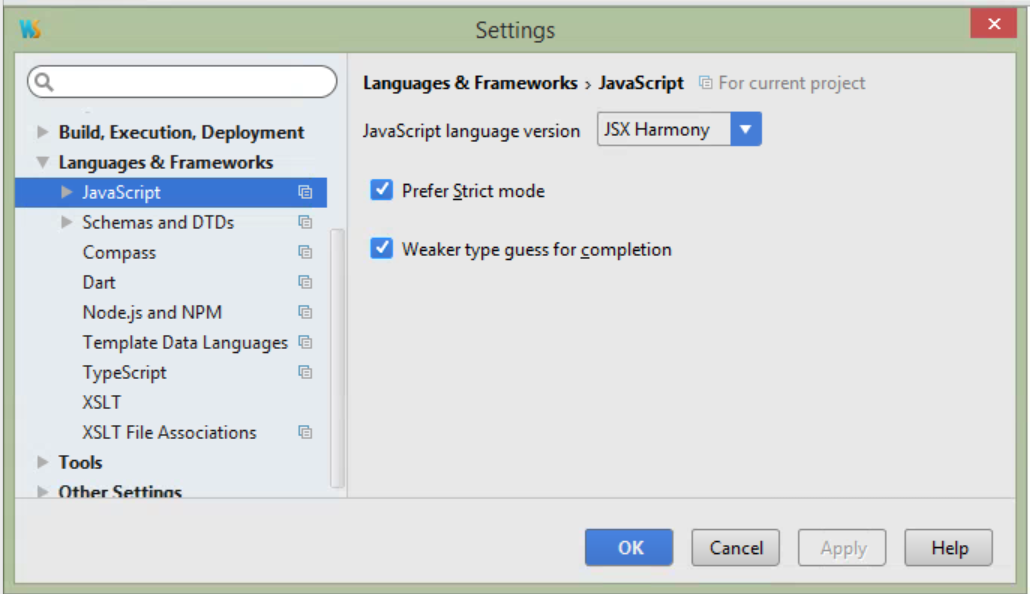 WS
Settings
Build, Execution, Deployment
Languages & Frameworks
JavaScript
Schemas and DTDs
Compass
Dart
Node.js and NPM
Template Data Languages
TypeScript
XSLT
XSLT File Associations
Tools
Other Settings
Languages & Frameworks › JavaScript For current project
JavaScript language version JSX Harmony
Prefer Strict mode
Weaker type guess for completion
OK Cancel Apply Help